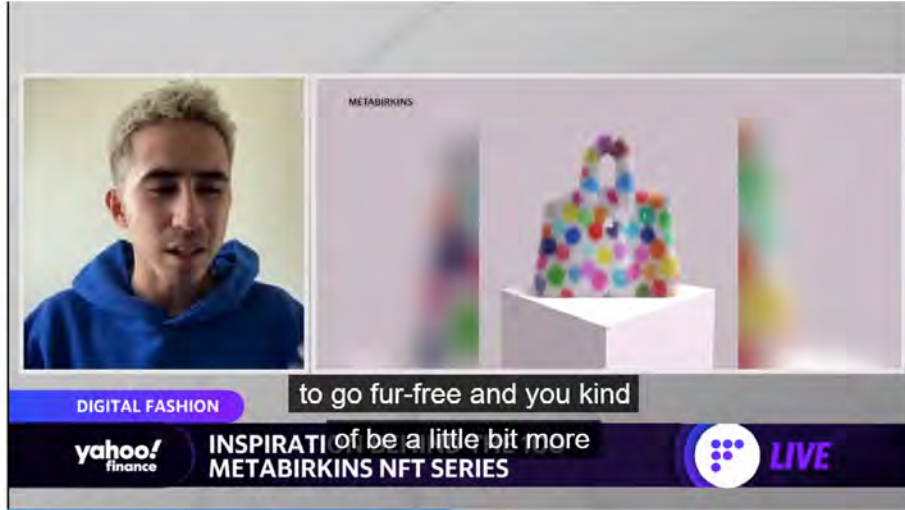 METABIRKINS
to go fur-free and you kind
of be a little bit more
DIGITAL FASHION
yahoo!
finance
INSPIRATI
METABIRKINS NFT SERIES
LIVE